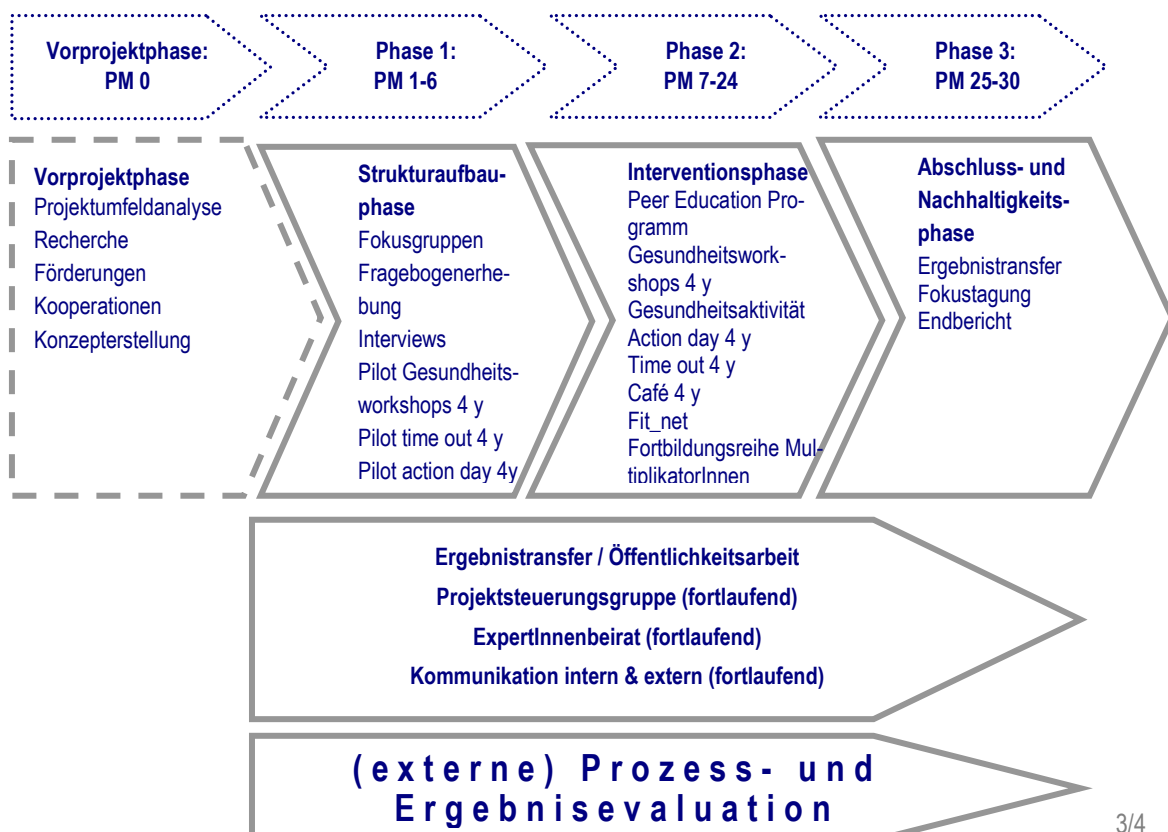 Vorprojektphase:
PM 0
Phase 1:
PM 1-6
Phase 2:
PM 7-24
Phase 3:
PM 25-30
Vorprojektphase
Projektumfeldanalyse
Recherche
Förderungen
Kooperationen
Konzepterstellung
Strukturaufbau-
phase
Fokusgruppen
Fragebogenerhe-
bung
Interviews
Pilot Gesundheits-
workshops 4 y
Pilot time out 4 y
Pilot action day 4y
Interventionsphase
Peer Education Pro-
gramm
Gesundheitswork-
shops 4 y
Gesundheitsaktivität
Action day 4 y
Time out 4 y
Café 4 y
Fit_net
Fortbildungsreihe Mul-
tiplikatorInnen
Abschluss- und
Nachhaltigkeits-
phase
Ergebnistransfer
Fokustagung
Endbericht
Ergebnistransfer / Öffentlichkeitsarbeit
Projektsteuerungsgruppe (fortlaufend)
ExpertInnenbeirat (fortlaufend)
Kommunikation intern & extern (fortlaufend)
(externe) Prozess- und
Ergebnisevaluation
3/4